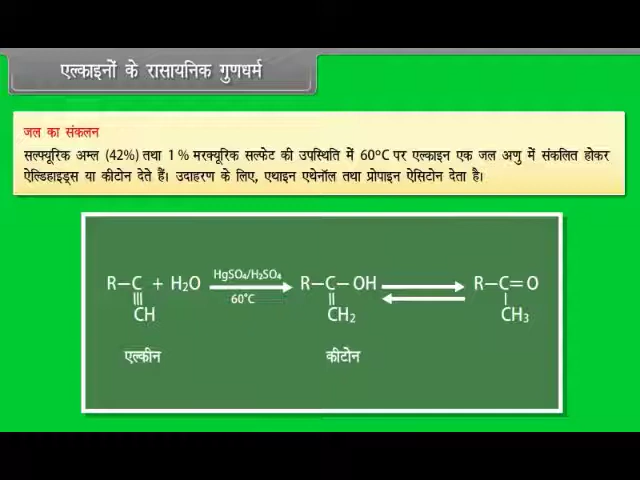 एल्काइनों के रासायनिक गुणधर्म
जल का संकलन
सल्फ्यूरिक अम्ल (42%) तथा 1 % मरक्यूरिक सल्फेट की उपस्थिति में 60°C पर एल्काइन एक जल अणु में संकलित होकर
ऐल्डिहाइड्स या कीटोन देते हैं। उदाहरण के लिए, एथाइन एथेनॉल तथा प्रोपाइन ऐसिटोन देता है।
R–C + H₂O HgSO₄/H₂SO₄ R–C–OH R–C=O
||| 60°C || |
CH CH₂ CH₃
एल्कीन कीटोन